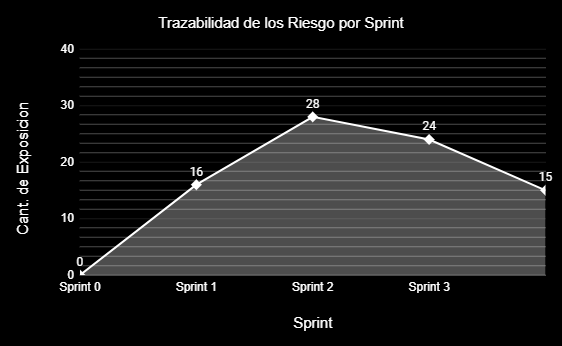 Trazabilidad de los Riesgo por Sprint
Cant. de Exposicion
40
30
20
10
0
0
16
28
24
15
Sprint 0
Sprint 1
Sprint 2
Sprint 3
Sprint